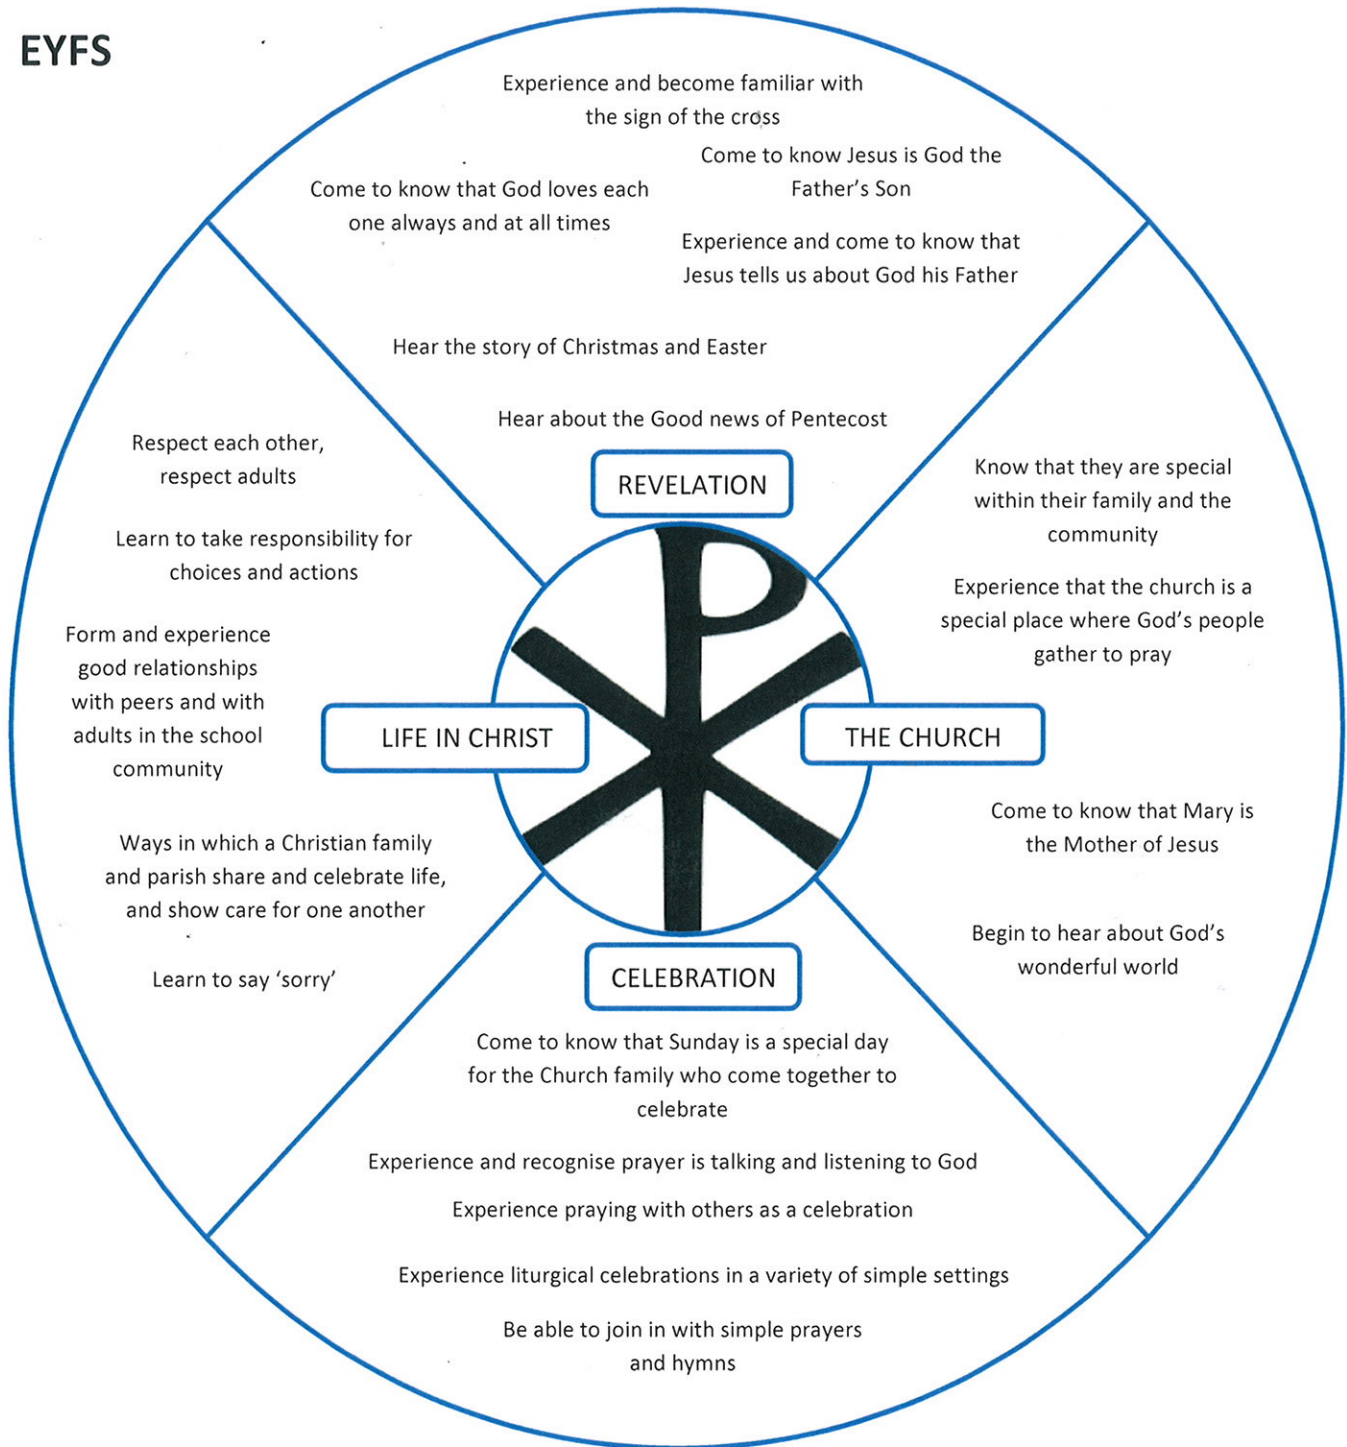 EYFS
Experience and become familiar with
the sign of the cross
Come to know Jesus is God the
Father’s Son
Come to know that God loves each
one always and at all times
Experience and come to know that
Jesus tells us about God his Father
Hear the story of Christmas and Easter
Hear about the Good news of Pentecost
REVELATION
Respect each other,
respect adults
Learn to take responsibility for
choices and actions
Form and experience
good relationships
with peers and with
adults in the school
community
LIFE IN CHRIST
Ways in which a Christian family
and parish share and celebrate life,
and show care for one another
Learn to say ‘sorry’
Know that they are special
within their family and the
community
Experience that the church is a
special place where God’s people
gather to pray
THE CHURCH
Come to know that Mary is
the Mother of Jesus
Begin to hear about God’s
wonderful world
CELEBRATION
Come to know that Sunday is a special day
for the Church family who come together to
celebrate
Experience and recognise prayer is talking and listening to God
Experience praying with others as a celebration
Experience liturgical celebrations in a variety of simple settings
Be able to join in with simple prayers
and hymns